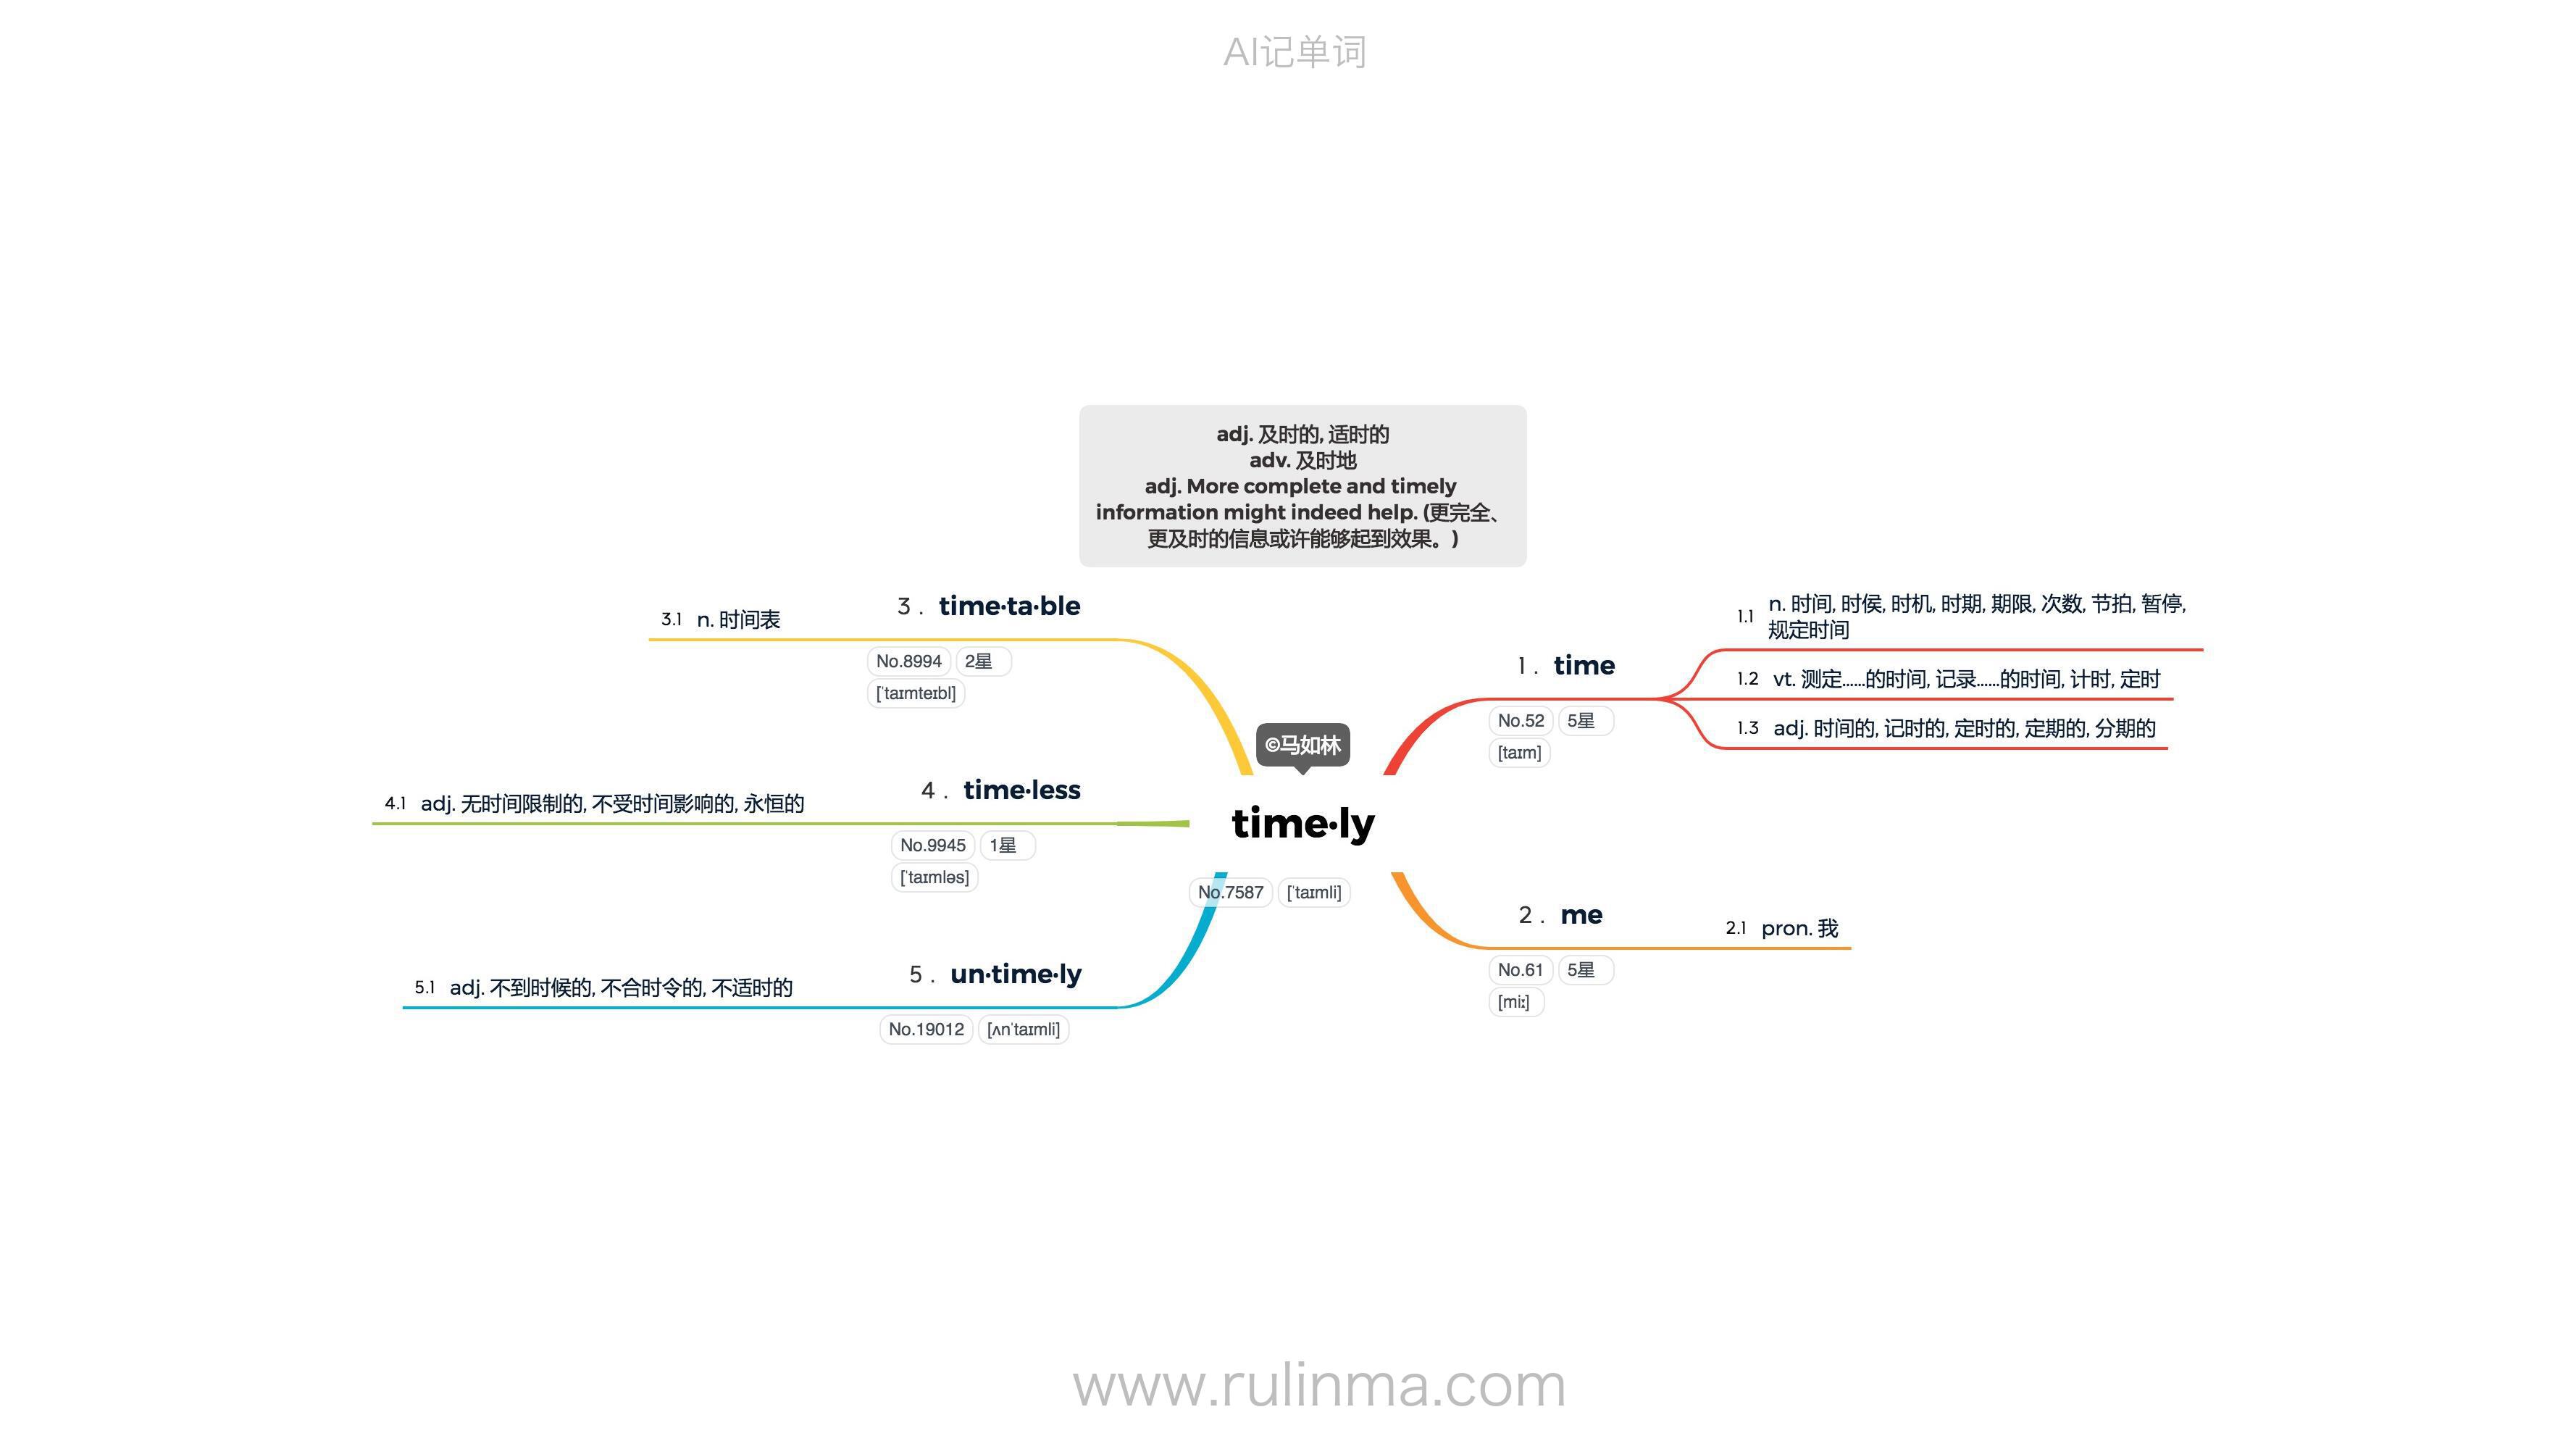 AI记单词
adj. 及时的, 适时的
adv. 及时地
adj. More complete and timely
information might indeed help. (更完全、
更及时的信息或许能够起到效果。)
©马如林
time·ly
No.7587 [ˈtaɪmli]
1 . time
No.52 5星
[taɪm]
1.1 n. 时间, 时侯, 时机, 时期, 期限, 次数, 节拍, 暂停,
规定时间
1.2 vt. 测定……的时间, 记录……的时间, 计时, 定时
1.3 adj. 时间的, 记时的, 定时的, 定期的, 分期的
2 . me
No.61 5星
[miː]
2.1 pron. 我
3 . time·ta·ble
No.8994 2星
[ˈtaɪmteɪbl]
3.1 n. 时间表
4 . time·less
No.9945 1星
[ˈtaɪmləs]
4.1 adj. 无时间限制的, 不受时间影响的, 永恒的
5 . un·time·ly
No.19012 [ʌnˈtaɪmli]
5.1 adj. 不到时候的, 不合时令的, 不适时的
www.rulinma.com